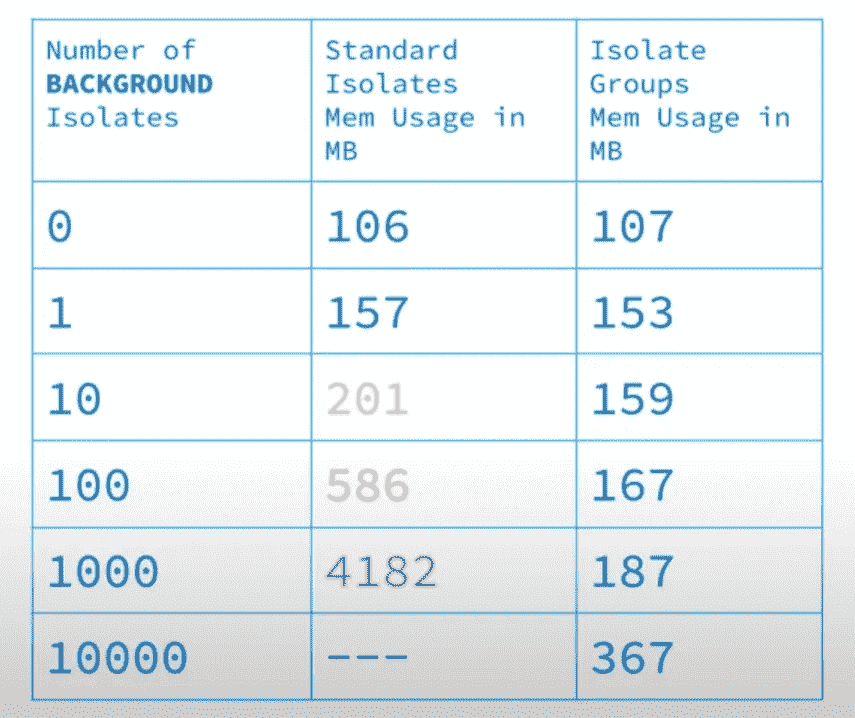 Number of
BACKGROUND
Isolates
Standard
Isolates
Mem Usage in
MB
Isolate
Groups
Mem Usage in
MB
0 106 107
1 157 153
10 201 159
100 586 167
1000 4182 187
10000 --- 367